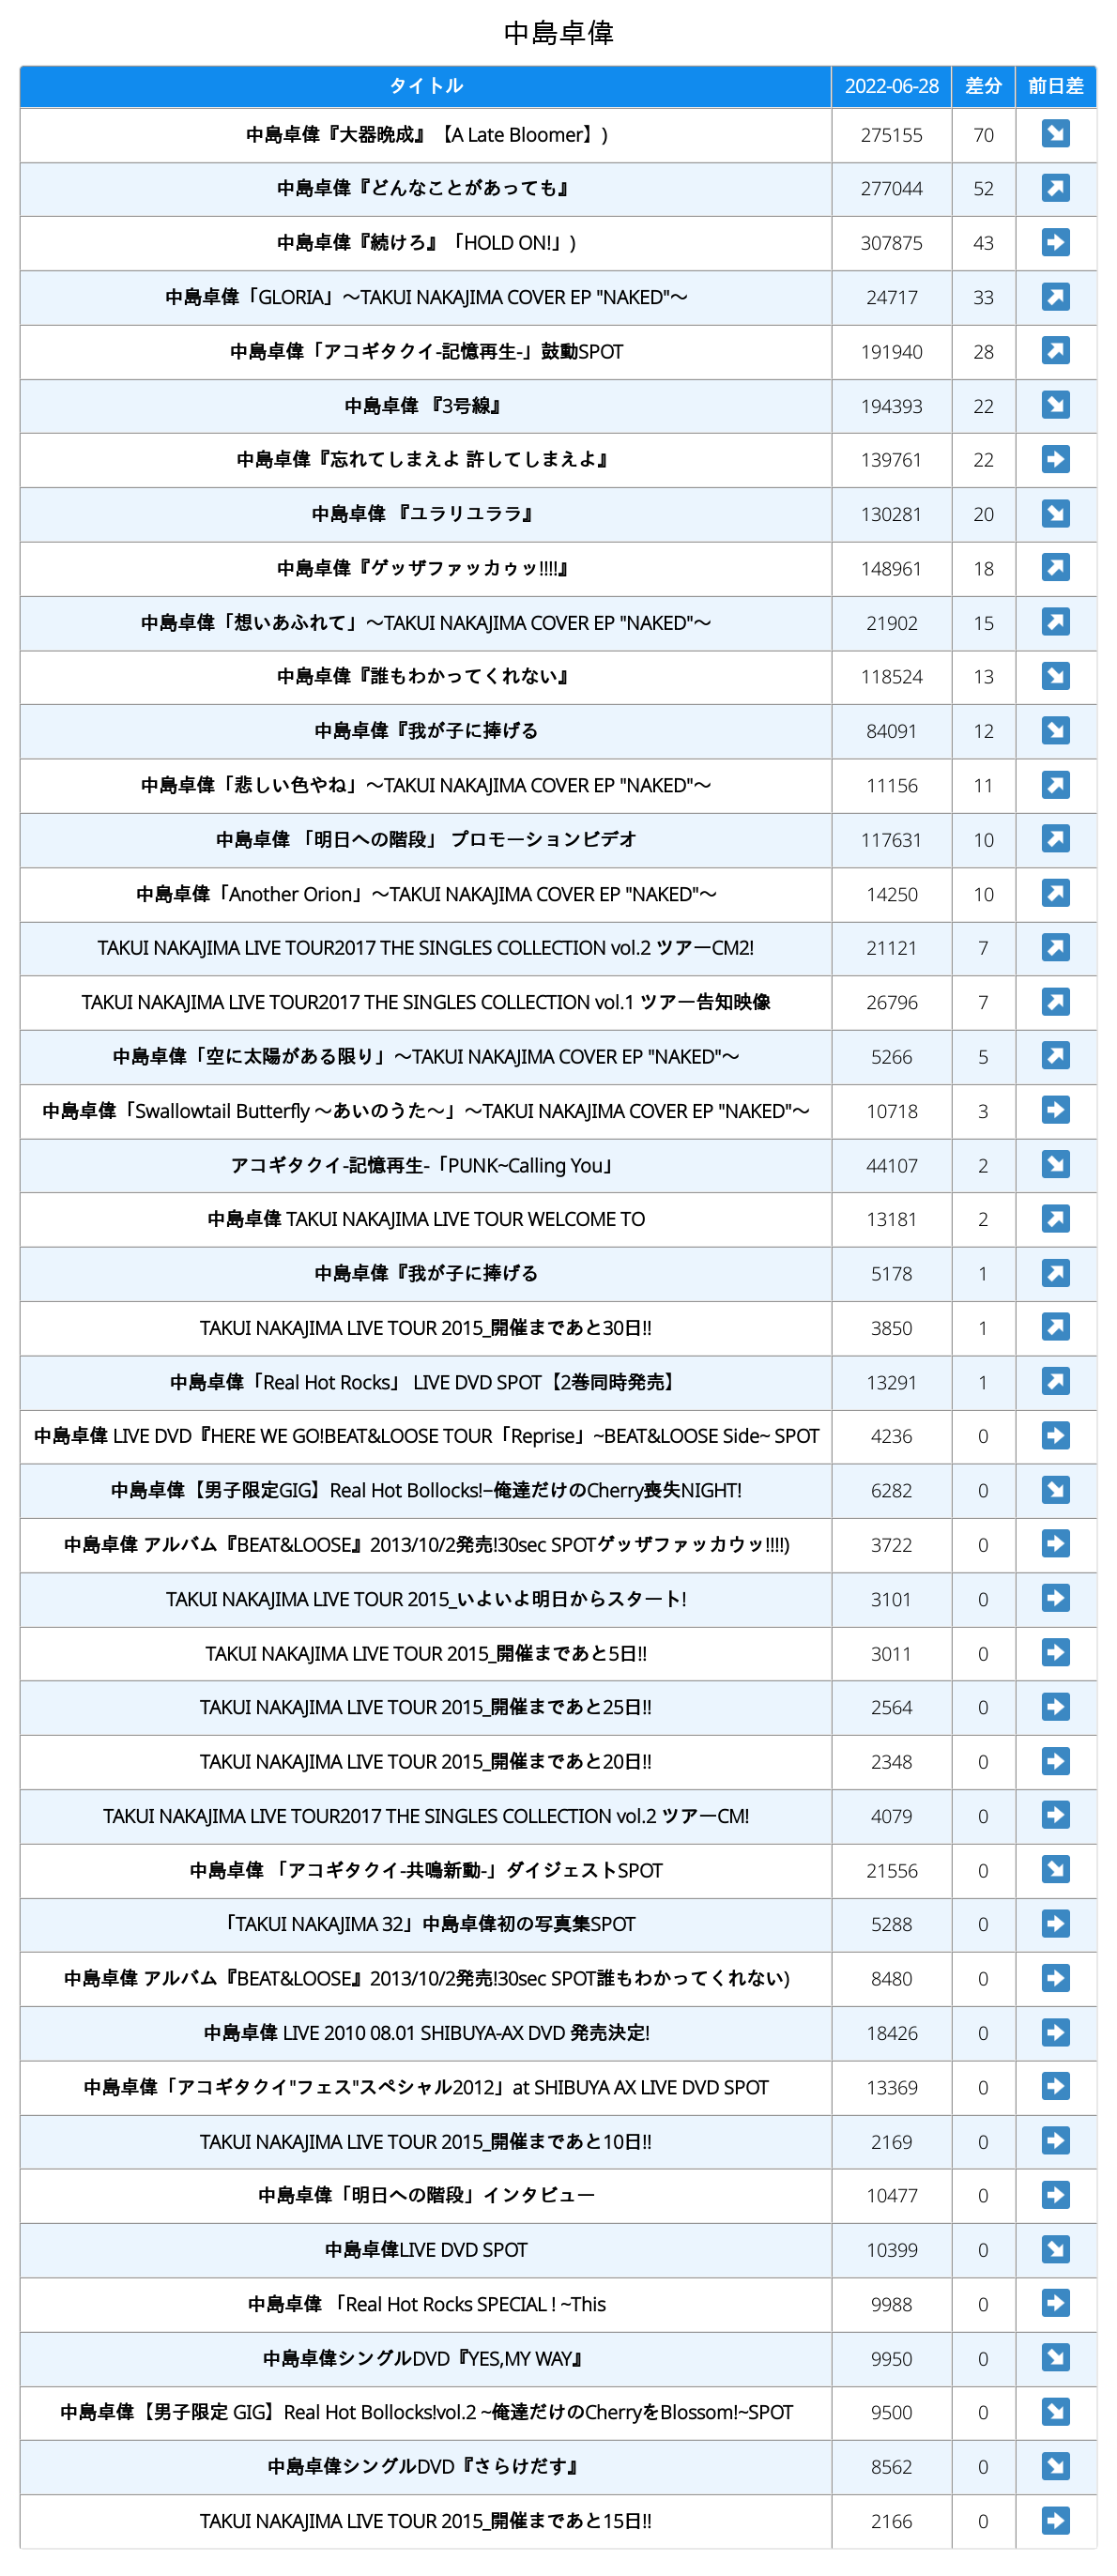 中島卓偉
タイトル 2022-06-28 差分 前日差
中島卓偉『大器晩成』【A Late Bloomer】) 275155 70 ↘
中島卓偉『どんなことがあっても』 277044 52 ↗
中島卓偉『続けろ』「HOLD ON!」) 307875 43 ➡
中島卓偉「GLORIA」～TAKUI NAKAJIMA COVER EP "NAKED"～ 24717 33 ↗
中島卓偉「アコギタクイ-記憶再生-」鼓動SPOT 191940 28 ↗
中島卓偉 『3号線』 194393 22 ↘
中島卓偉『忘れてしまえよ 許してしまえよ』 139761 22 ➡
中島卓偉 『ユラリユララ』 130281 20 ↘
中島卓偉『ゲッザファッカゥッ!!!!』 148961 18 ↗
中島卓偉「想いあふれて」～TAKUI NAKAJIMA COVER EP "NAKED"～ 21902 15 ↗
中島卓偉『誰もわかってくれない』 118524 13 ↘
中島卓偉『我が子に捧げる 84091 12 ↘
中島卓偉「悲しい色やね」～TAKUI NAKAJIMA COVER EP "NAKED"～ 11156 11 ↗
中島卓偉 「明日への階段」 プロモーションビデオ 117631 10 ↗
中島卓偉「Another Orion」～TAKUI NAKAJIMA COVER EP "NAKED"～ 14250 10 ↗
TAKUI NAKAJIMA LIVE TOUR2017 THE SINGLES COLLECTION vol.2 ツアーCM2! 21121 7 ↗
TAKUI NAKAJIMA LIVE TOUR2017 THE SINGLES COLLECTION vol.1 ツアー告知映像 26796 7 ↗
中島卓偉「空に太陽がある限り」～TAKUI NAKAJIMA COVER EP "NAKED"～ 5266 5 ↗
中島卓偉「Swallowtail Butterfly ～あいのうた～」～TAKUI NAKAJIMA COVER EP "NAKED"～ 10718 3 ➡
アコギタクイ-記憶再生-「PUNK~Calling You」 44107 2 ↘
中島卓偉 TAKUI NAKAJIMA LIVE TOUR WELCOME TO 13181 2 ↗
中島卓偉『我が子に捧げる 5178 1 ↗
TAKUI NAKAJIMA LIVE TOUR 2015_開催まであと30日!! 3850 1 ↗
中島卓偉「Real Hot Rocks」 LIVE DVD SPOT【2巻同時発売】 13291 1 ↗
中島卓偉 LIVE DVD『HERE WE GO!BEAT&LOOSE TOUR「Reprise」~BEAT&LOOSE Side~ SPOT 4236 0 ➡
中島卓偉【男子限定GIG】Real Hot Bollocks!−俺達だけのCherry喪失NIGHT! 6282 0 ↘
中島卓偉 アルバム『BEAT&LOOSE』2013/10/2発売!30sec SPOTゲッザファッカウッ!!!!) 3722 0 ➡
TAKUI NAKAJIMA LIVE TOUR 2015_いよいよ明日からスタート! 3101 0 ➡
TAKUI NAKAJIMA LIVE TOUR 2015_開催まであと5日!! 3011 0 ➡
TAKUI NAKAJIMA LIVE TOUR 2015_開催まであと25日!! 2564 0 ➡
TAKUI NAKAJIMA LIVE TOUR 2015_開催まであと20日!! 2348 0 ➡
TAKUI NAKAJIMA LIVE TOUR2017 THE SINGLES COLLECTION vol.2 ツアーCM! 4079 0 ➡
中島卓偉 「アコギタクイ-共鳴新動-」ダイジェストSPOT 21556 0 ↘
「TAKUI NAKAJIMA 32」中島卓偉初の写真集SPOT 5288 0 ➡
中島卓偉 アルバム『BEAT&LOOSE』2013/10/2発売!30sec SPOT誰もわかってくれない) 8480 0 ➡
中島卓偉 LIVE 2010 08.01 SHIBUYA-AX DVD 発売決定! 18426 0 ➡
中島卓偉「アコギタクイ"フェス"スペシャル2012」at SHIBUYA AX LIVE DVD SPOT 13369 0 ➡
TAKUI NAKAJIMA LIVE TOUR 2015_開催まであと10日!! 2169 0 ➡
中島卓偉「明日への階段」インタビュー 10477 0 ➡
中島卓偉LIVE DVD SPOT 10399 0 ↘
中島卓偉 「Real Hot Rocks SPECIAL ! ~This 9988 0 ➡
中島卓偉シングルDVD『YES,MY WAY』 9950 0 ↘
中島卓偉【男子限定 GIG】Real Hot Bollocks!vol.2 ~俺達だけのCherryをBlossom!~SPOT 9500 0 ↘
中島卓偉シングルDVD『さらけだす』 8562 0 ↘
TAKUI NAKAJIMA LIVE TOUR 2015_開催まであと15日!! 2166 0 ➡